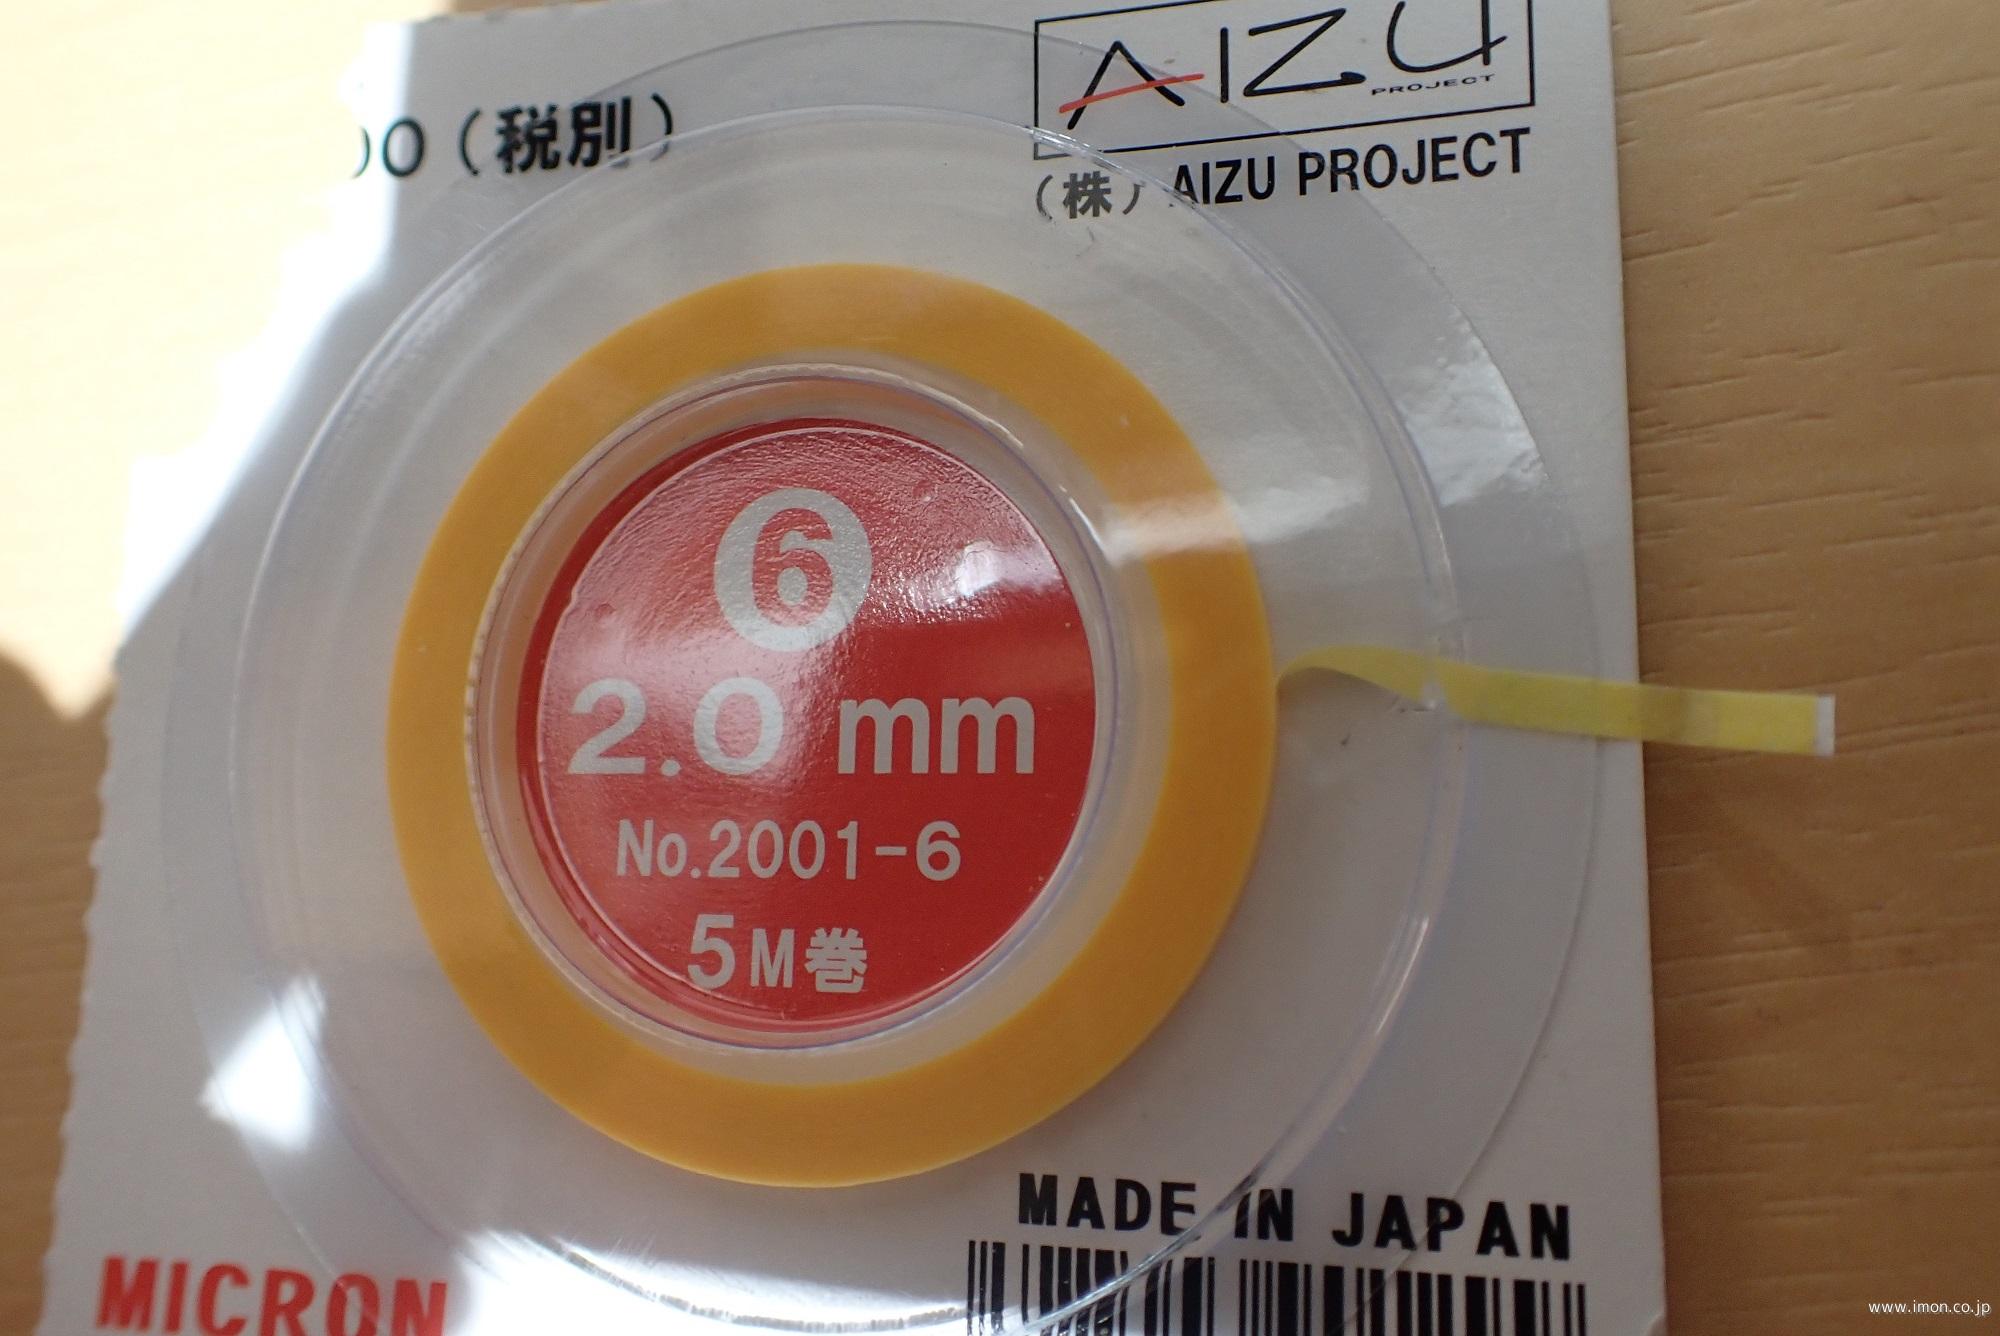 AIZU
PROJECT
00（税別）
（株）AIZU PROJECT
6
2.0 mm
No.2001-6
5M巻
MADE IN JAPAN
MICRON
www.imon.co.jp